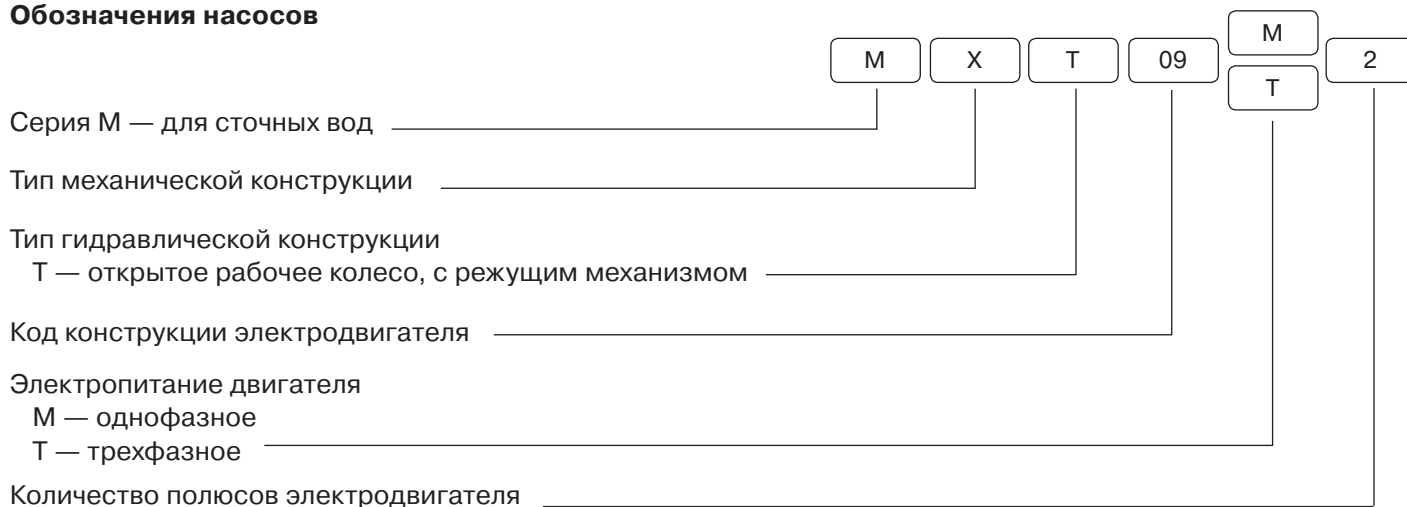 Обозначения насосов
М
М Х Т 09 2
Т
Серия М — для сточных вод
Тип механической конструкции
Тип гидравлической конструкции
Т — открытое рабочее колесо, с режущим механизмом
Код конструкции электродвигателя
Электропитание двигателя
М — однофазное
Т — трехфазное
Количество полюсов электродвигателя